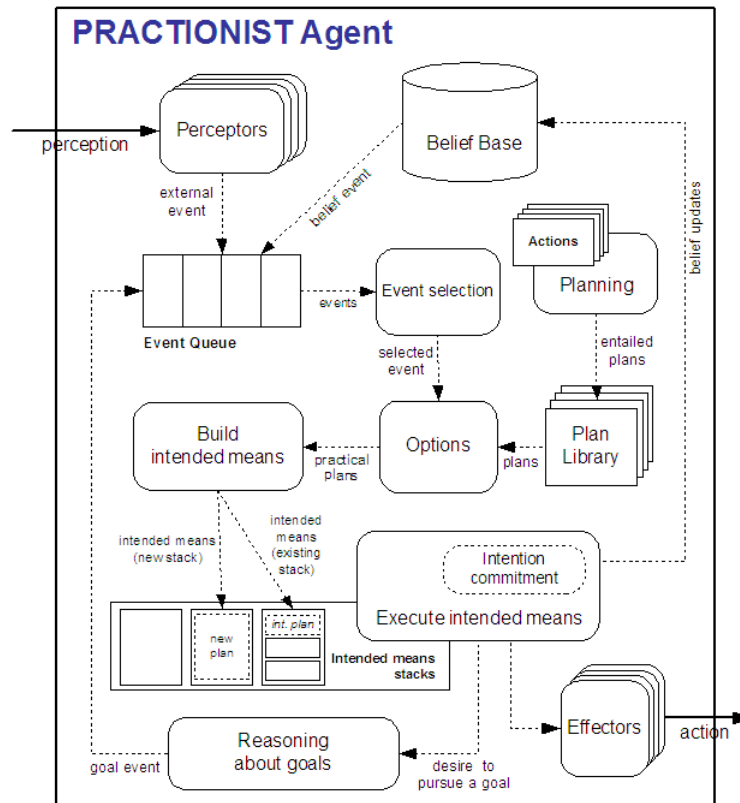 PRACTIONIST Agent
perception
Perceptors
Belief Base
external
event
belief event
belief updates
Actions
Planning
Event Queue
events
Event selection
selected
event
entailed
plans
Build
intended means
practical
plans
Options
plans
Plan
Library
intended means
(new stack)
intended
means
(existing
stack)
Intention
commitment
Execute intended means
new
plan
int. plan
Intended means
stacks
goal event
Reasoning
about goals
desire to
pursue a goal
Effectors
action